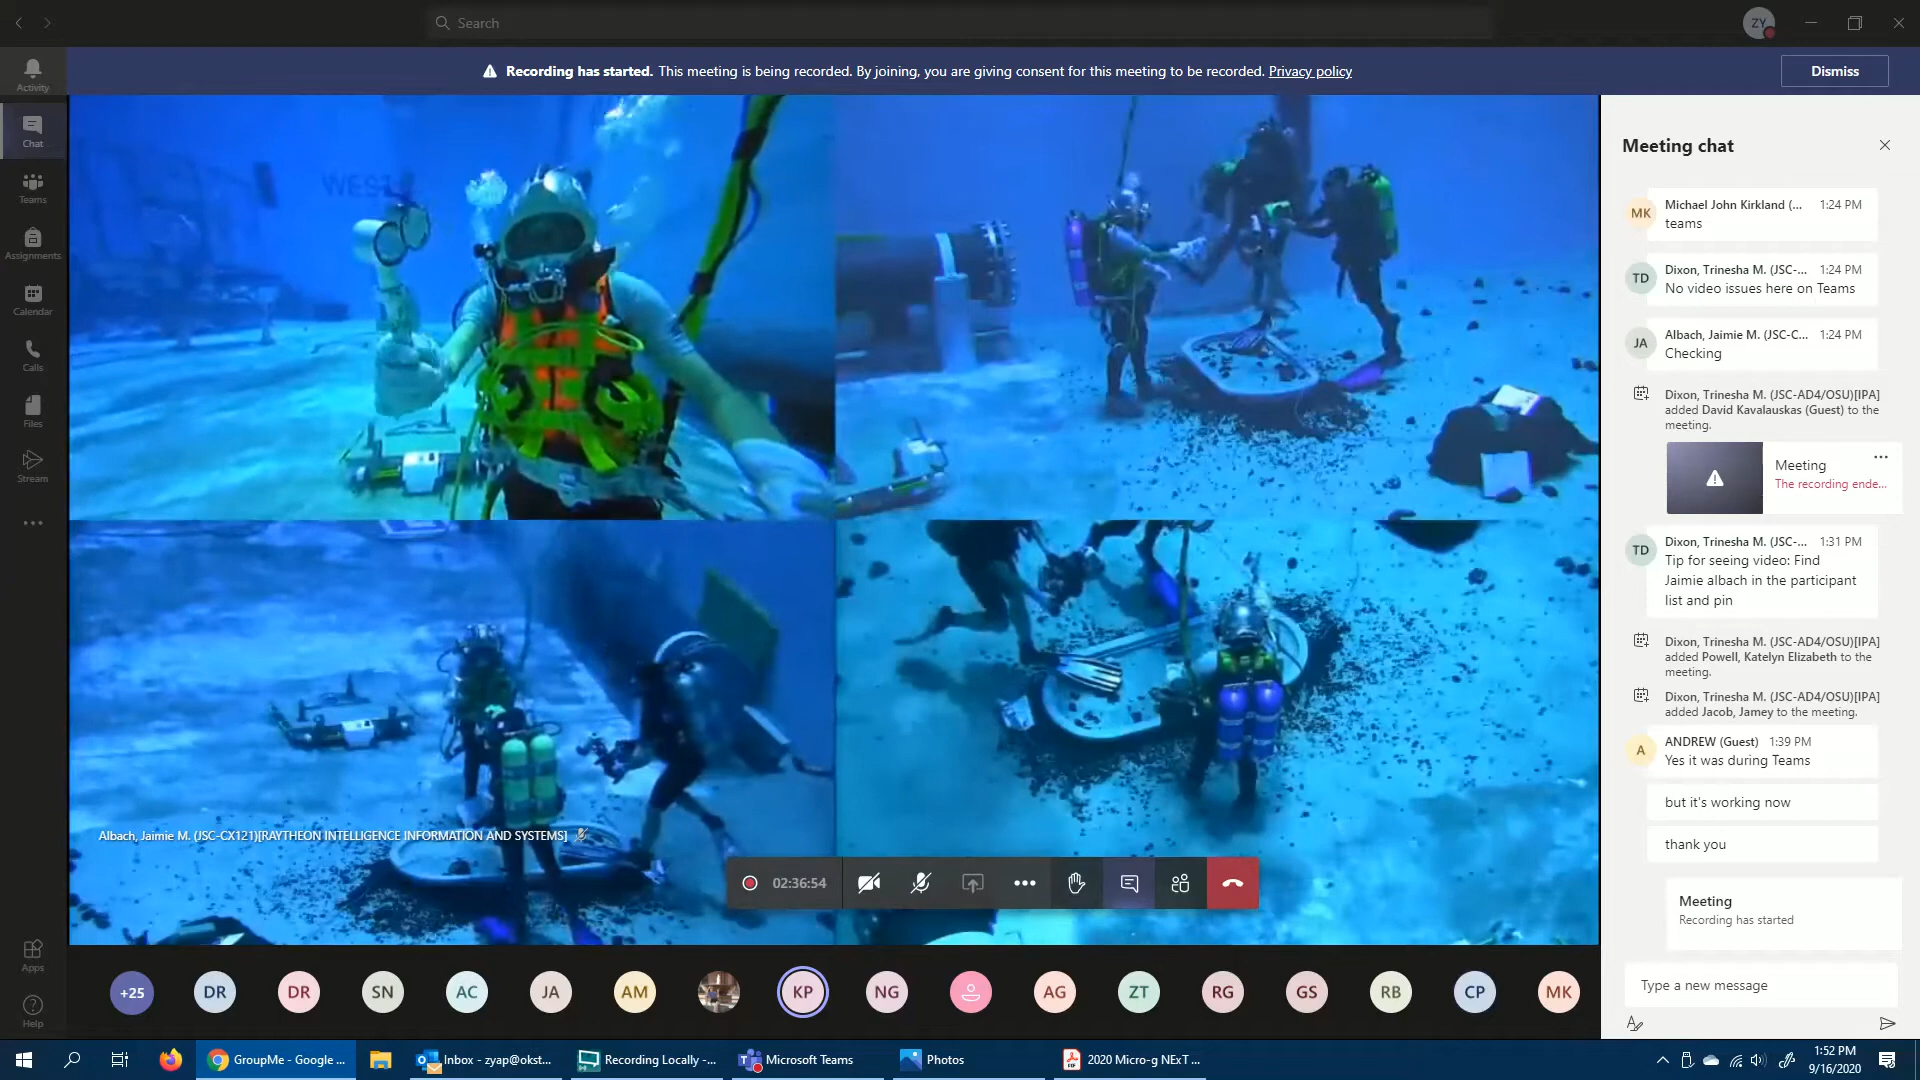 Search
ZY
Recording has started. This meeting is being recorded. By joining, you are giving consent for this meeting to be recorded. Privacy policy
Dismiss
Activity
Chat
Teams
Assignments
Calendar
Calls
Files
Stream
Apps
Help
WEST
Albach, Jaimie M. (JSC-CX121)[RAYTHEON INTELLIGENCE INFORMATION AND SYSTEMS]
02:36:54
+25
DR
DR
SN
AC
JA
AM
KP
NG
AG
ZT
RG
GS
RB
CP
MK
Meeting chat
MK
Michael John Kirkland (... 1:24 PM
teams
TD
Dixon, Trinesha M. (JSC-... 1:24 PM
No video issues here on Teams
JA
Albach, Jaimie M. (JSC-C... 1:24 PM
Checking
Dixon, Trinesha M. (JSC-AD4/OSU)[IPA]
added David Kavalauskas (Guest) to the
meeting.
Meeting
The recording ende...
TD
Dixon, Trinesha M. (JSC-... 1:31 PM
Tip for seeing video: Find
Jaimie albach in the participant
list and pin
Dixon, Trinesha M. (JSC-AD4/OSU)[IPA]
added Powell, Katelyn Elizabeth to the
meeting.
Dixon, Trinesha M. (JSC-AD4/OSU)[IPA]
added Jacob, Jamey to the meeting.
A
ANDREW (Guest) 1:39 PM
Yes it was during Teams
but it's working now
thank you
Meeting
Recording has started
Type a new message
GroupMe - Google ...
Inbox - zyap@okst...
Recording Locally -...
Microsoft Teams
Photos
2020 Micro-g NExT ...
1:52 PM
9/16/2020